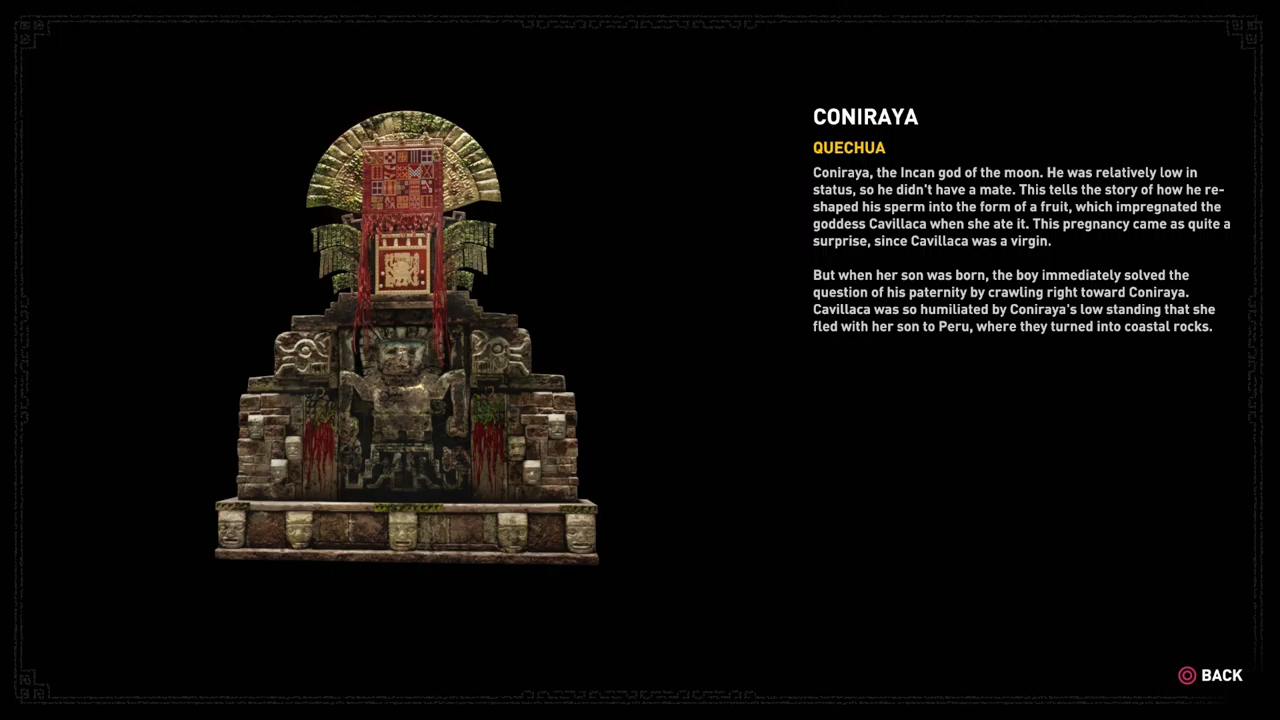 CONIRAYA
QUECHUA
Coniraya, the Incan god of the moon. He was relatively low in
status, so he didn't have a mate. This tells the story of how he re-
shaped his sperm into the form of a fruit, which impregnated the
goddess Cavillaca when she ate it. This pregnancy came as quite a
surprise, since Cavillaca was a virgin.
But when her son was born, the boy immediately solved the
question of his paternity by crawling right toward Coniraya.
Cavillaca was so humiliated by Coniraya's low standing that she
fled with her son to Peru, where they turned into coastal rocks.
BACK